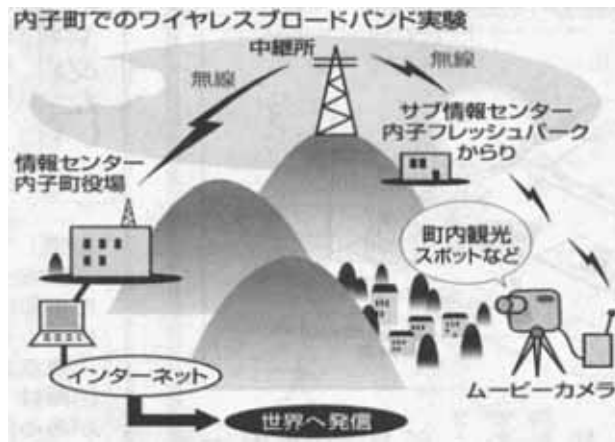 内子町でのワイヤレスブロードバンド実験
中継所
無線
無線
サブ情報センター
内子フレッシュパーク
からり
情報センター
内子町役場
町内観光
スポットなど
ムービーカメラ
インターネット
世界へ発信